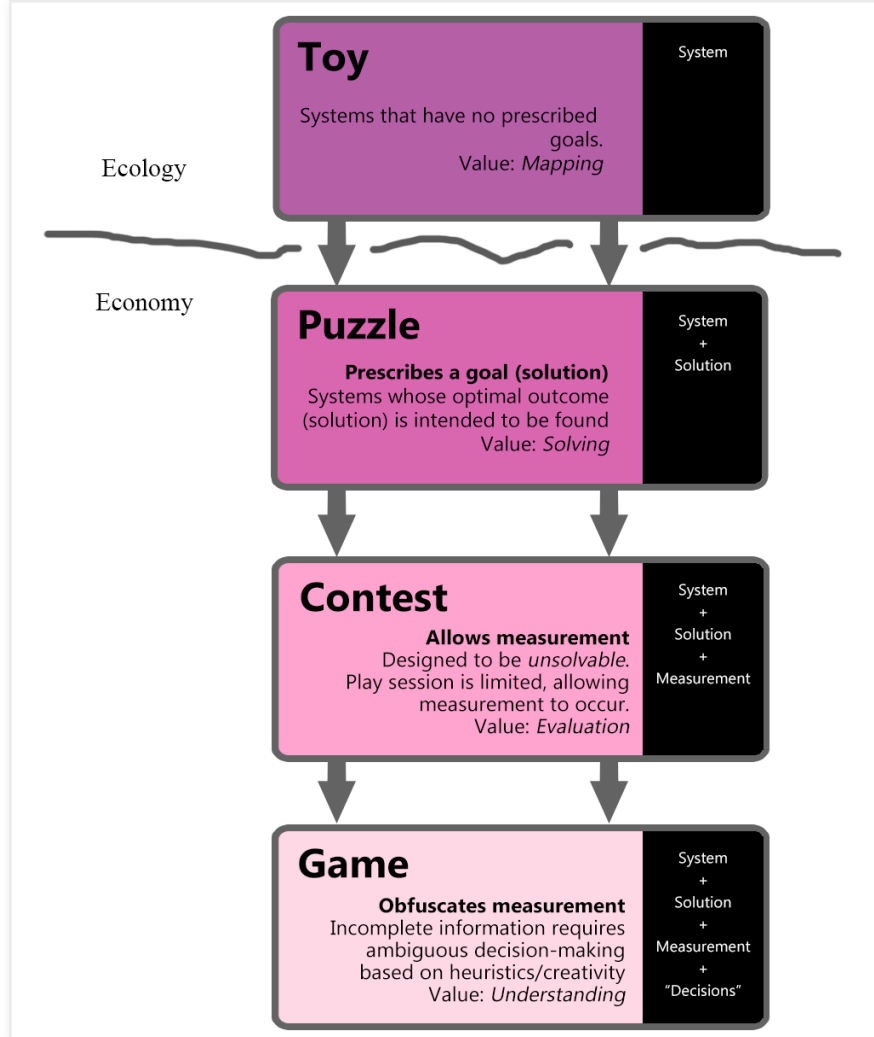 Toy
Systems that have no prescribed
goals.
Value: Mapping
System
Ecology
Economy
Puzzle
Prescribes a goal (solution)
Systems whose optimal outcome
(solution) is intended to be found
Value: Solving
System
+
Solution
Contest
Allows measurement
Designed to be unsolvable.
Play session is limited, allowing
measurement to occur.
Value: Evaluation
System
+
Solution
+
Measurement
Game
Obfuscates measurement
Incomplete information requires
ambiguous decision-making
based on heuristics/creativity
Value: Understanding
System
+
Solution
+
Measurement
+
“Decisions”